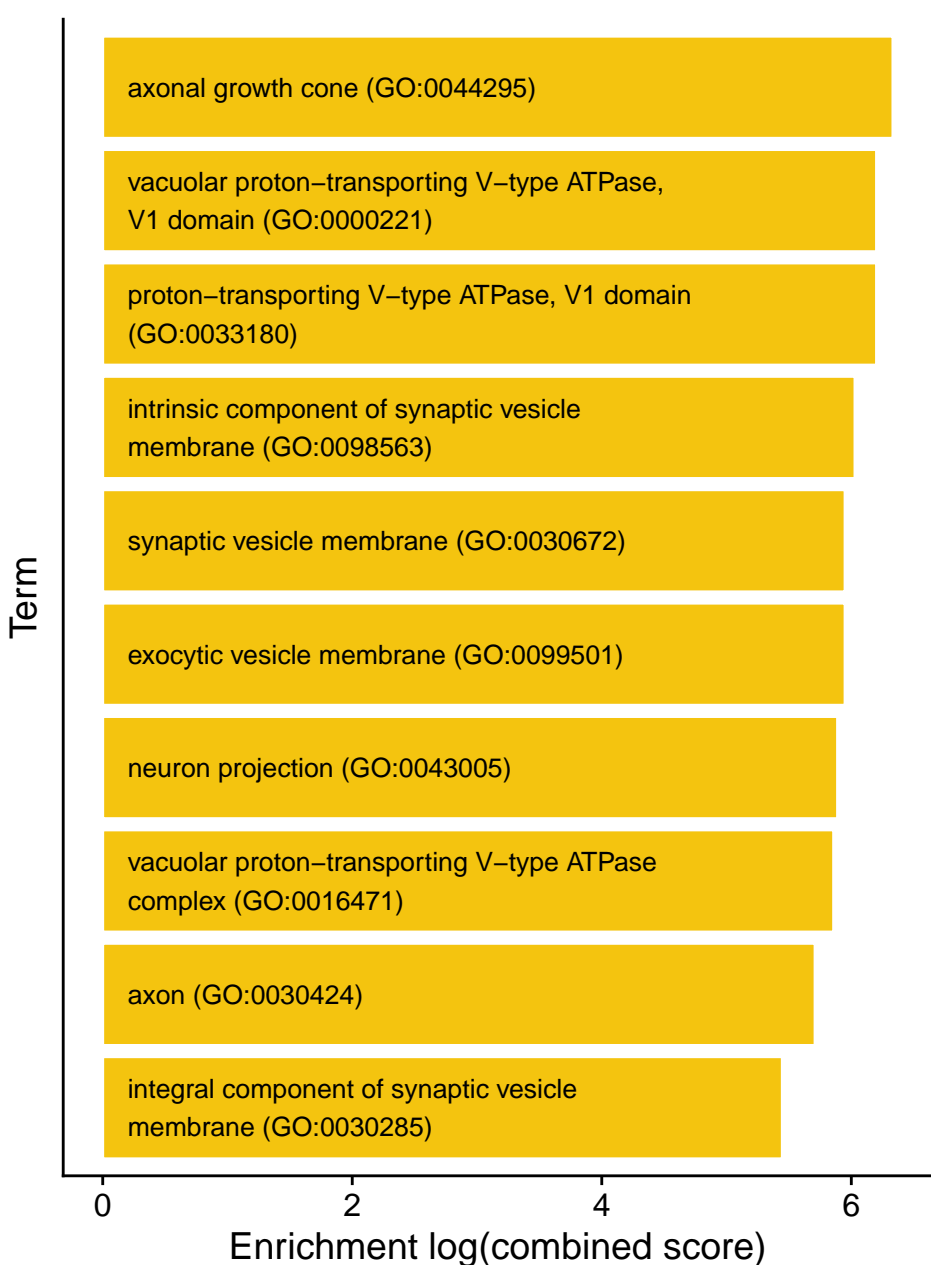 axonal growth cone (GO:0044295)
vacuolar proton−transporting V−type ATPase,
V1 domain (GO:0000221)
proton−transporting V−type ATPase, V1 domain
(GO:0033180)
intrinsic component of synaptic vesicle
membrane (GO:0098563)
synaptic vesicle membrane (GO:0030672)
exocytic vesicle membrane (GO:0099501)
neuron projection (GO:0043005)
vacuolar proton−transporting V−type ATPase
complex (GO:0016471)
axon (GO:0030424)
integral component of synaptic vesicle
membrane (GO:0030285)
Term
0 2 4 6
Enrichment log(combined score)